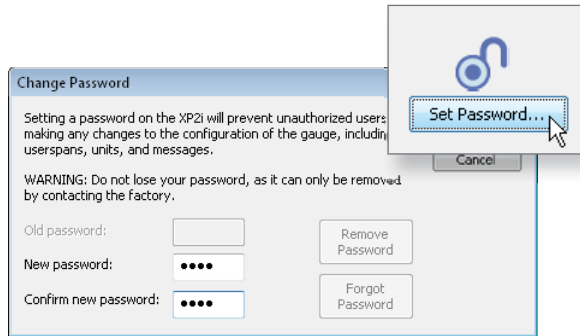 Set Password...
Change Password
Setting a password on the XP2i will prevent unauthorized users
making any changes to the configuration of the gauge, includin
userspans, units, and messages.
Cancel
WARNING: Do not lose your password, as it can only be removed
by contacting the factory.
Old password:
Remove
Password
New password:
Confirm new password:
Forgot
Password